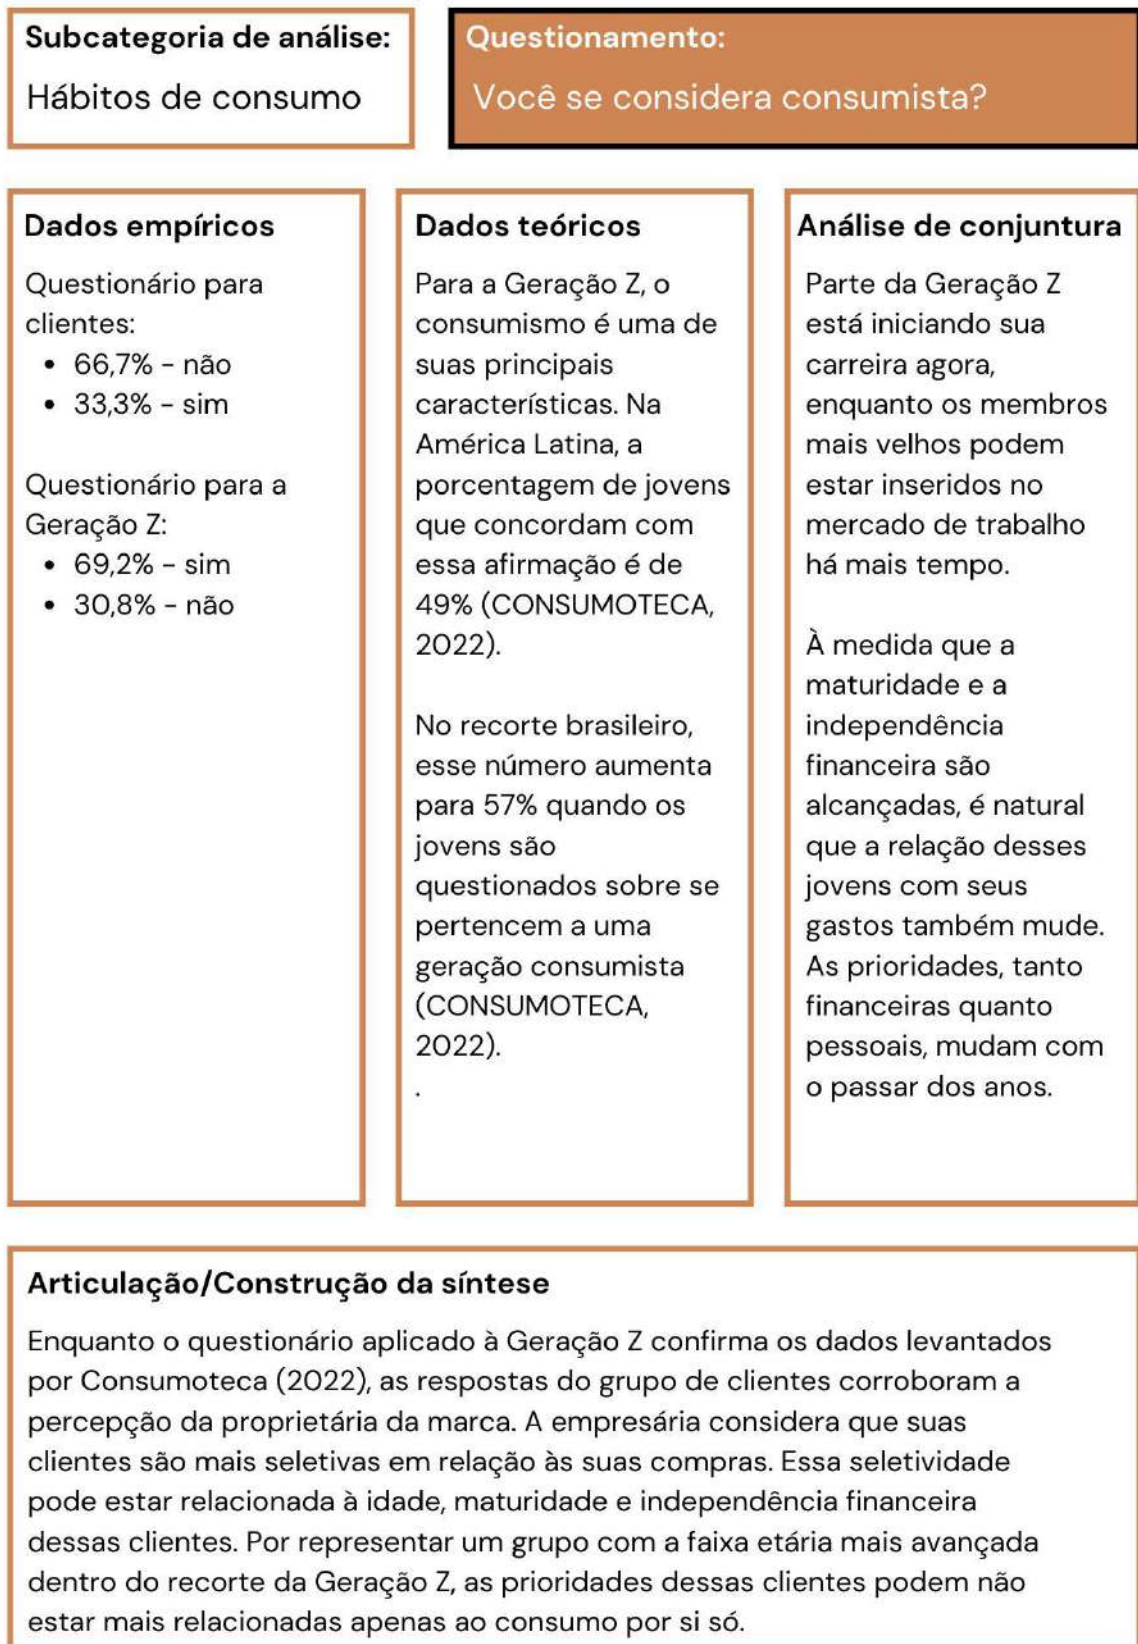 Subcategoria de análise:
Hábitos de consumo
Questionamento:
Você se considera consumista?
Dados empíricos
Questionário para
clientes:
• 66,7% - não
• 33,3% - sim
Questionário para a
Geração Z:
• 69,2% - sim
• 30,8% - não
Dados teóricos
Para a Geração Z, o
consumismo é uma de
suas principais
características. Na
América Latina, a
porcentagem de jovens
que concordam com
essa afirmação é de
49% (CONSUMOTECA,
2022).
No recorte brasileiro,
esse número aumenta
para 57% quando os
jovens são
questionados sobre se
pertencem a uma
geração consumista
(CONSUMOTECA,
2022).
.
Análise de conjuntura
Parte da Geração Z
está iniciando sua
carreira agora,
enquanto os membros
mais velhos podem
estar inseridos no
mercado de trabalho
há mais tempo.
À medida que a
maturidade e a
independência
financeira são
alcançadas, é natural
que a relação desses
jovens com seus
gastos também mude.
As prioridades, tanto
financeiras quanto
pessoais, mudam com
o passar dos anos.
Articulação/Construção da síntese
Enquanto o questionário aplicado à Geração Z confirma os dados levantados
por Consumoteca (2022), as respostas do grupo de clientes corroboram a
percepção da proprietária da marca. A empresária considera que suas
clientes são mais seletivas em relação às suas compras. Essa seletividade
pode estar relacionada à idade, maturidade e independência financeira
dessas clientes. Por representar um grupo com a faixa etária mais avançada
dentro do recorte da Geração Z, as prioridades dessas clientes podem não
estar mais relacionadas apenas ao consumo por si só.